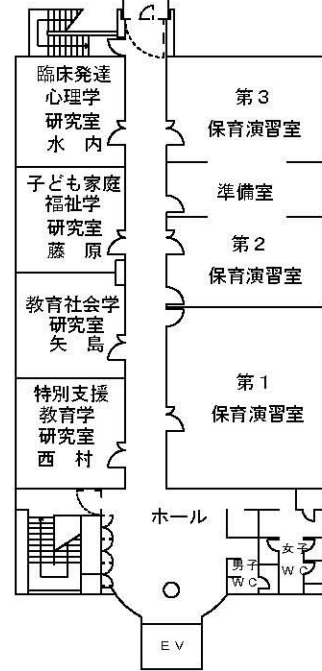 臨床発達
心理学
研究室
水　内
第３
保育演習室
子ども家庭
福祉学
研究室
藤　原
準備室
第２
保育演習室
教育社会学
研究室
矢　島
特別支援
教育学
研究室
西　村
第１
保育演習室
ホール
男子
ＷＣ
女子
ＷＣ
ＥＶ